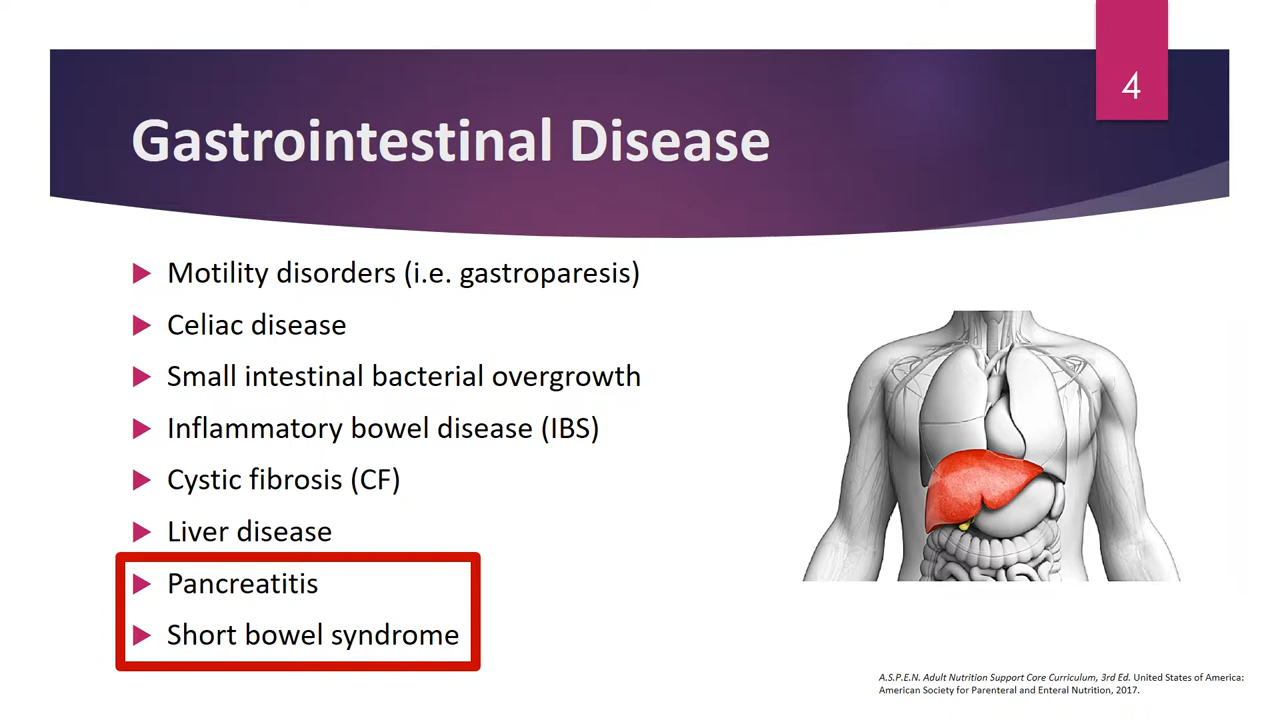 4
Gastrointestinal Disease
Motility disorders (i.e. gastroparesis)
Celiac disease
Small intestinal bacterial overgrowth
Inflammatory bowel disease (IBS)
Cystic fibrosis (CF)
Liver disease
Pancreatitis
Short bowel syndrome
A.S.P.E.N. Adult Nutrition Support Core Curriculum, 3rd Ed. United States of America:
American Society for Parenteral and Enteral Nutrition, 2017.